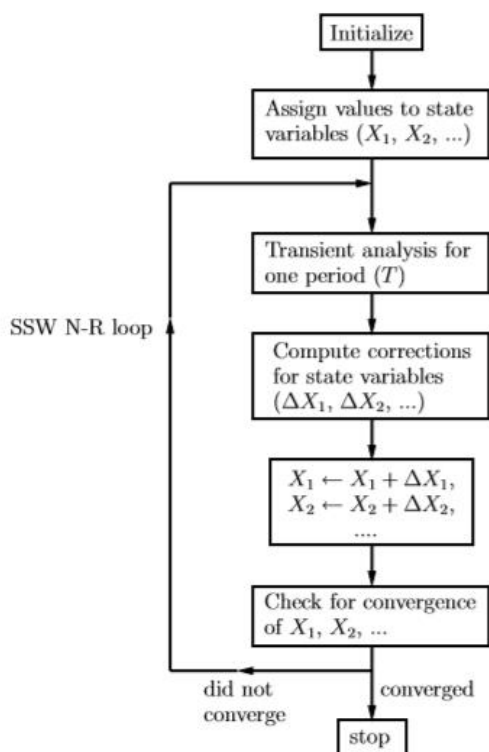 Initialize
Assign values to state
variables (X₁, X₂, ...)
Transient analysis for
one period (T)
SSW N-R loop
Compute corrections
for state variables
(ΔX₁, ΔX₂, ...)
X₁ ← X₁ + ΔX₁,
X₂ ← X₂ + ΔX₂,
....
Check for convergence
of X₁, X₂, ...
did not
converge
converged
stop